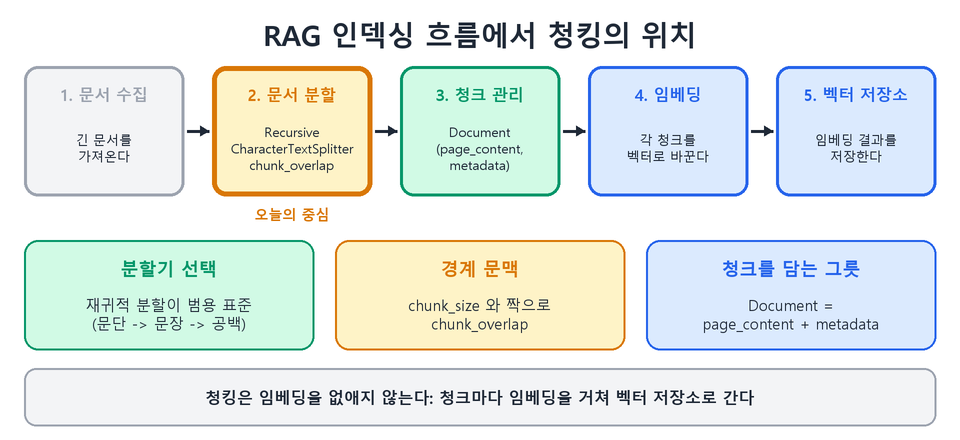 RAG 인덱싱 흐름에서 청킹의 위치
1. 문서 수집
긴 문서를
가져온다
2. 문서 분할
Recursive
CharacterTextSplitter
chunk_overlap
3. 청크 관리
Document
(page_content,
metadata)
4. 임베딩
각 청크를
벡터로 바꾼다
5. 벡터 저장소
임베딩 결과를
저장한다
오늘의 중심
분할기 선택
재귀적 분할이 범용 표준
(문단 -> 문장 -> 공백)
경계 문맥
chunk_size 와 짝으로
chunk_overlap
청크를 담는 그릇
Document =
page_content + metadata
청킹은 임베딩을 없애지 않는다: 청크마다 임베딩을 거쳐 벡터 저장소로 간다